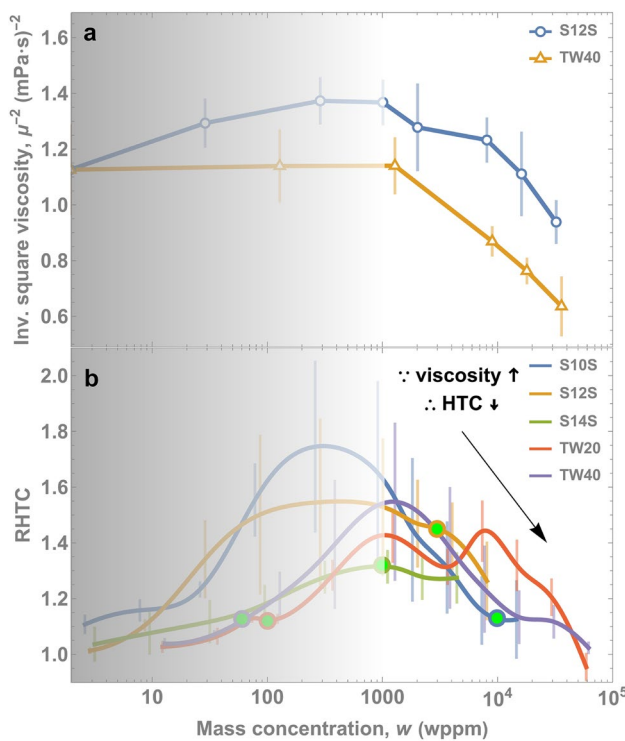 a
S12S
TW40
1.6
1.4
1.2
1.0
0.8
0.6
Inv. square viscosity, μ⁻² (mPa·s)⁻²
b
∵ viscosity ↑
∴ HTC ↓
S10S
S12S
S14S
TW20
TW40
2.0
1.8
1.6
1.4
1.2
1.0
RHTC
10 100 1000 10⁴ 10⁵
Mass concentration, w (wppm)